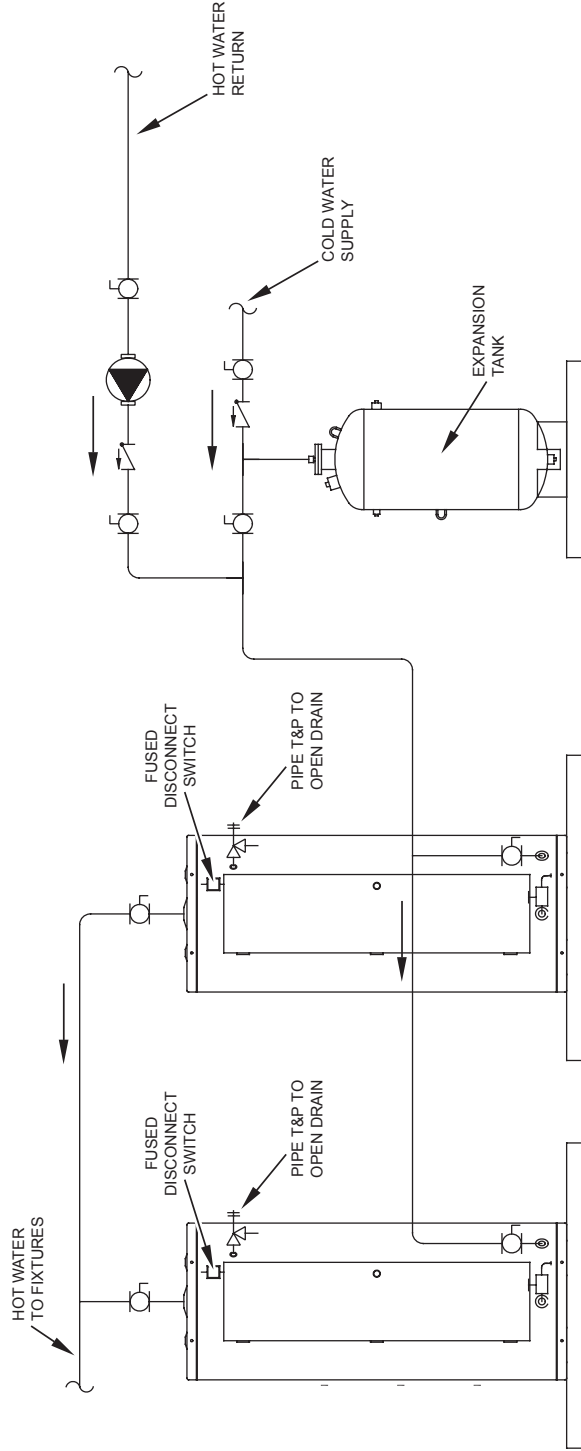 HOT WATER
TO FIXTURES
FUSED
DISCONNECT
SWITCH
PIPE T&P TO
OPEN DRAIN
FUSED
DISCONNECT
SWITCH
PIPE T&P TO
OPEN DRAIN
EXPANSION
TANK
COLD WATER
SUPPLY
HOT WATER
RETURN